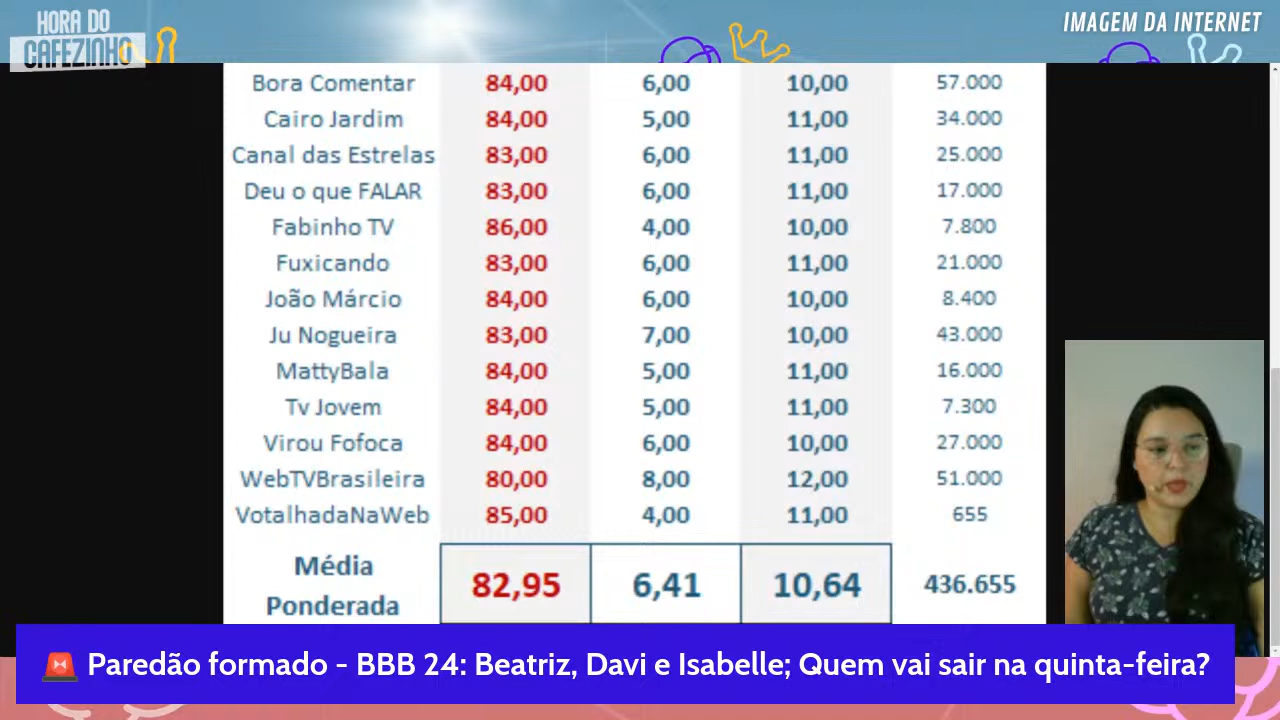 HORA DO
CAFEZINHO
IMAGEM DA INTERNET
Bora Comentar 84,00 6,00 10,00 57.000
Cairo Jardim 84,00 5,00 11,00 34.000
Canal das Estrelas 83,00 6,00 11,00 25.000
Deu o que FALAR 83,00 6,00 11,00 17.000
Fabinho TV 86,00 4,00 10,00 7.800
Fuxicando 83,00 6,00 11,00 21.000
João Márcio 84,00 6,00 10,00 8.400
Ju Nogueira 83,00 7,00 10,00 43.000
MattyBala 84,00 5,00 11,00 16.000
Tv Jovem 84,00 5,00 11,00 7.300
Virou Fofoca 84,00 6,00 10,00 27.000
WebTVBrasileira 80,00 8,00 12,00 51.000
VotalhadaNaWeb 85,00 4,00 11,00 655
Média
Ponderada 82,95 6,41 10,64 436.655
Paredão formado - BBB 24: Beatriz, Davi e Isabelle; Quem vai sair na quinta-feira?